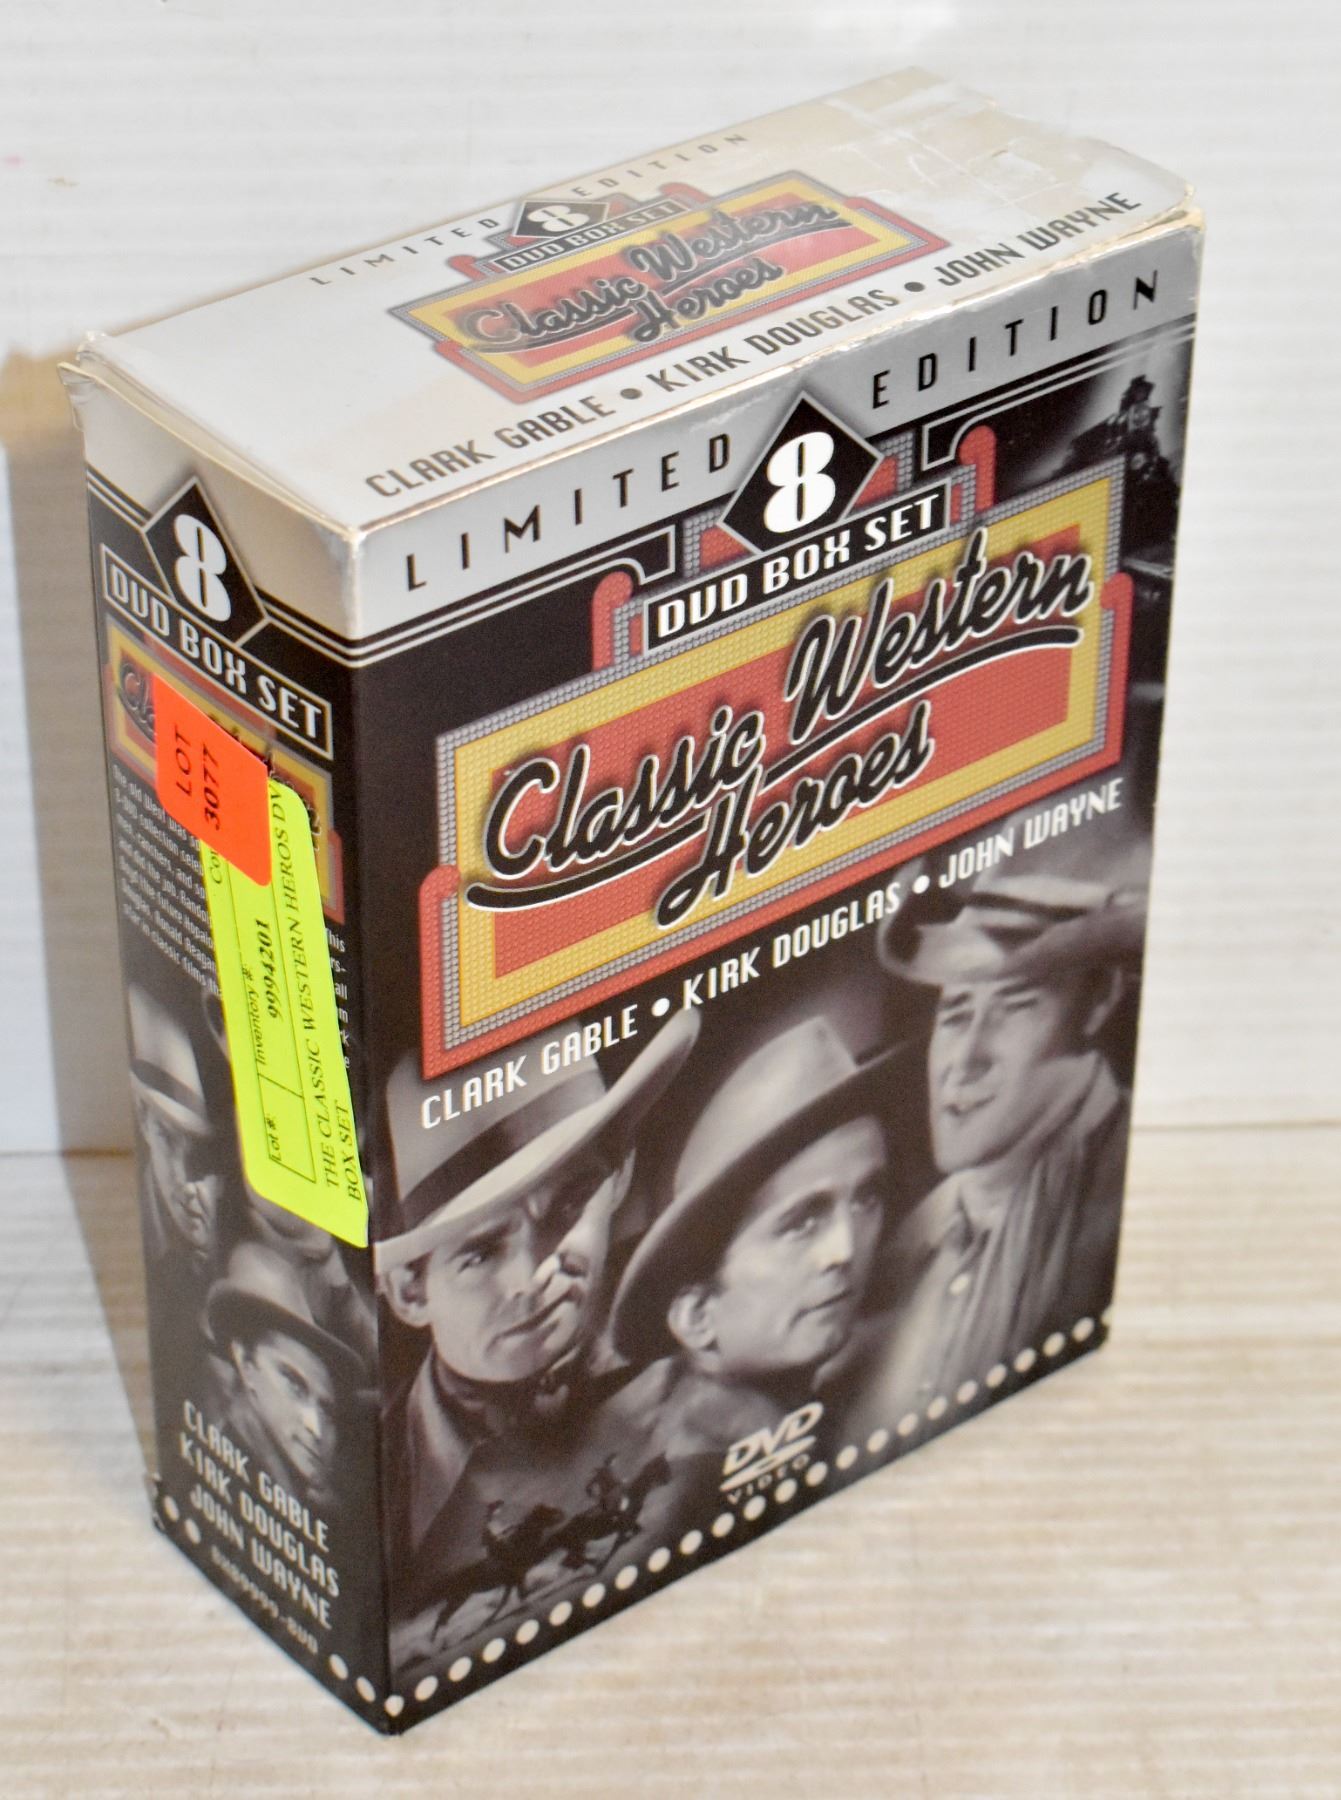 LIMITED 8 EDITION
DVD BOX SET
Classic Western
Heroes
CLARK GABLE • KIRK DOUGLAS • JOHN WAYNE
LIMITED 8 EDITION
DVD BOX SET
Classic Western
Heroes
CLARK GABLE • KIRK DOUGLAS • JOHN WAYNE
DVD
VIDEO
8
DVD BOX SET
LOT
3077
Lot #:
Inventory #:
9994201
THE CLASSIC WESTERN HEROS DV
BOX SET
CLARK GABLE
KIRK DOUGLAS
JOHN WAYNE